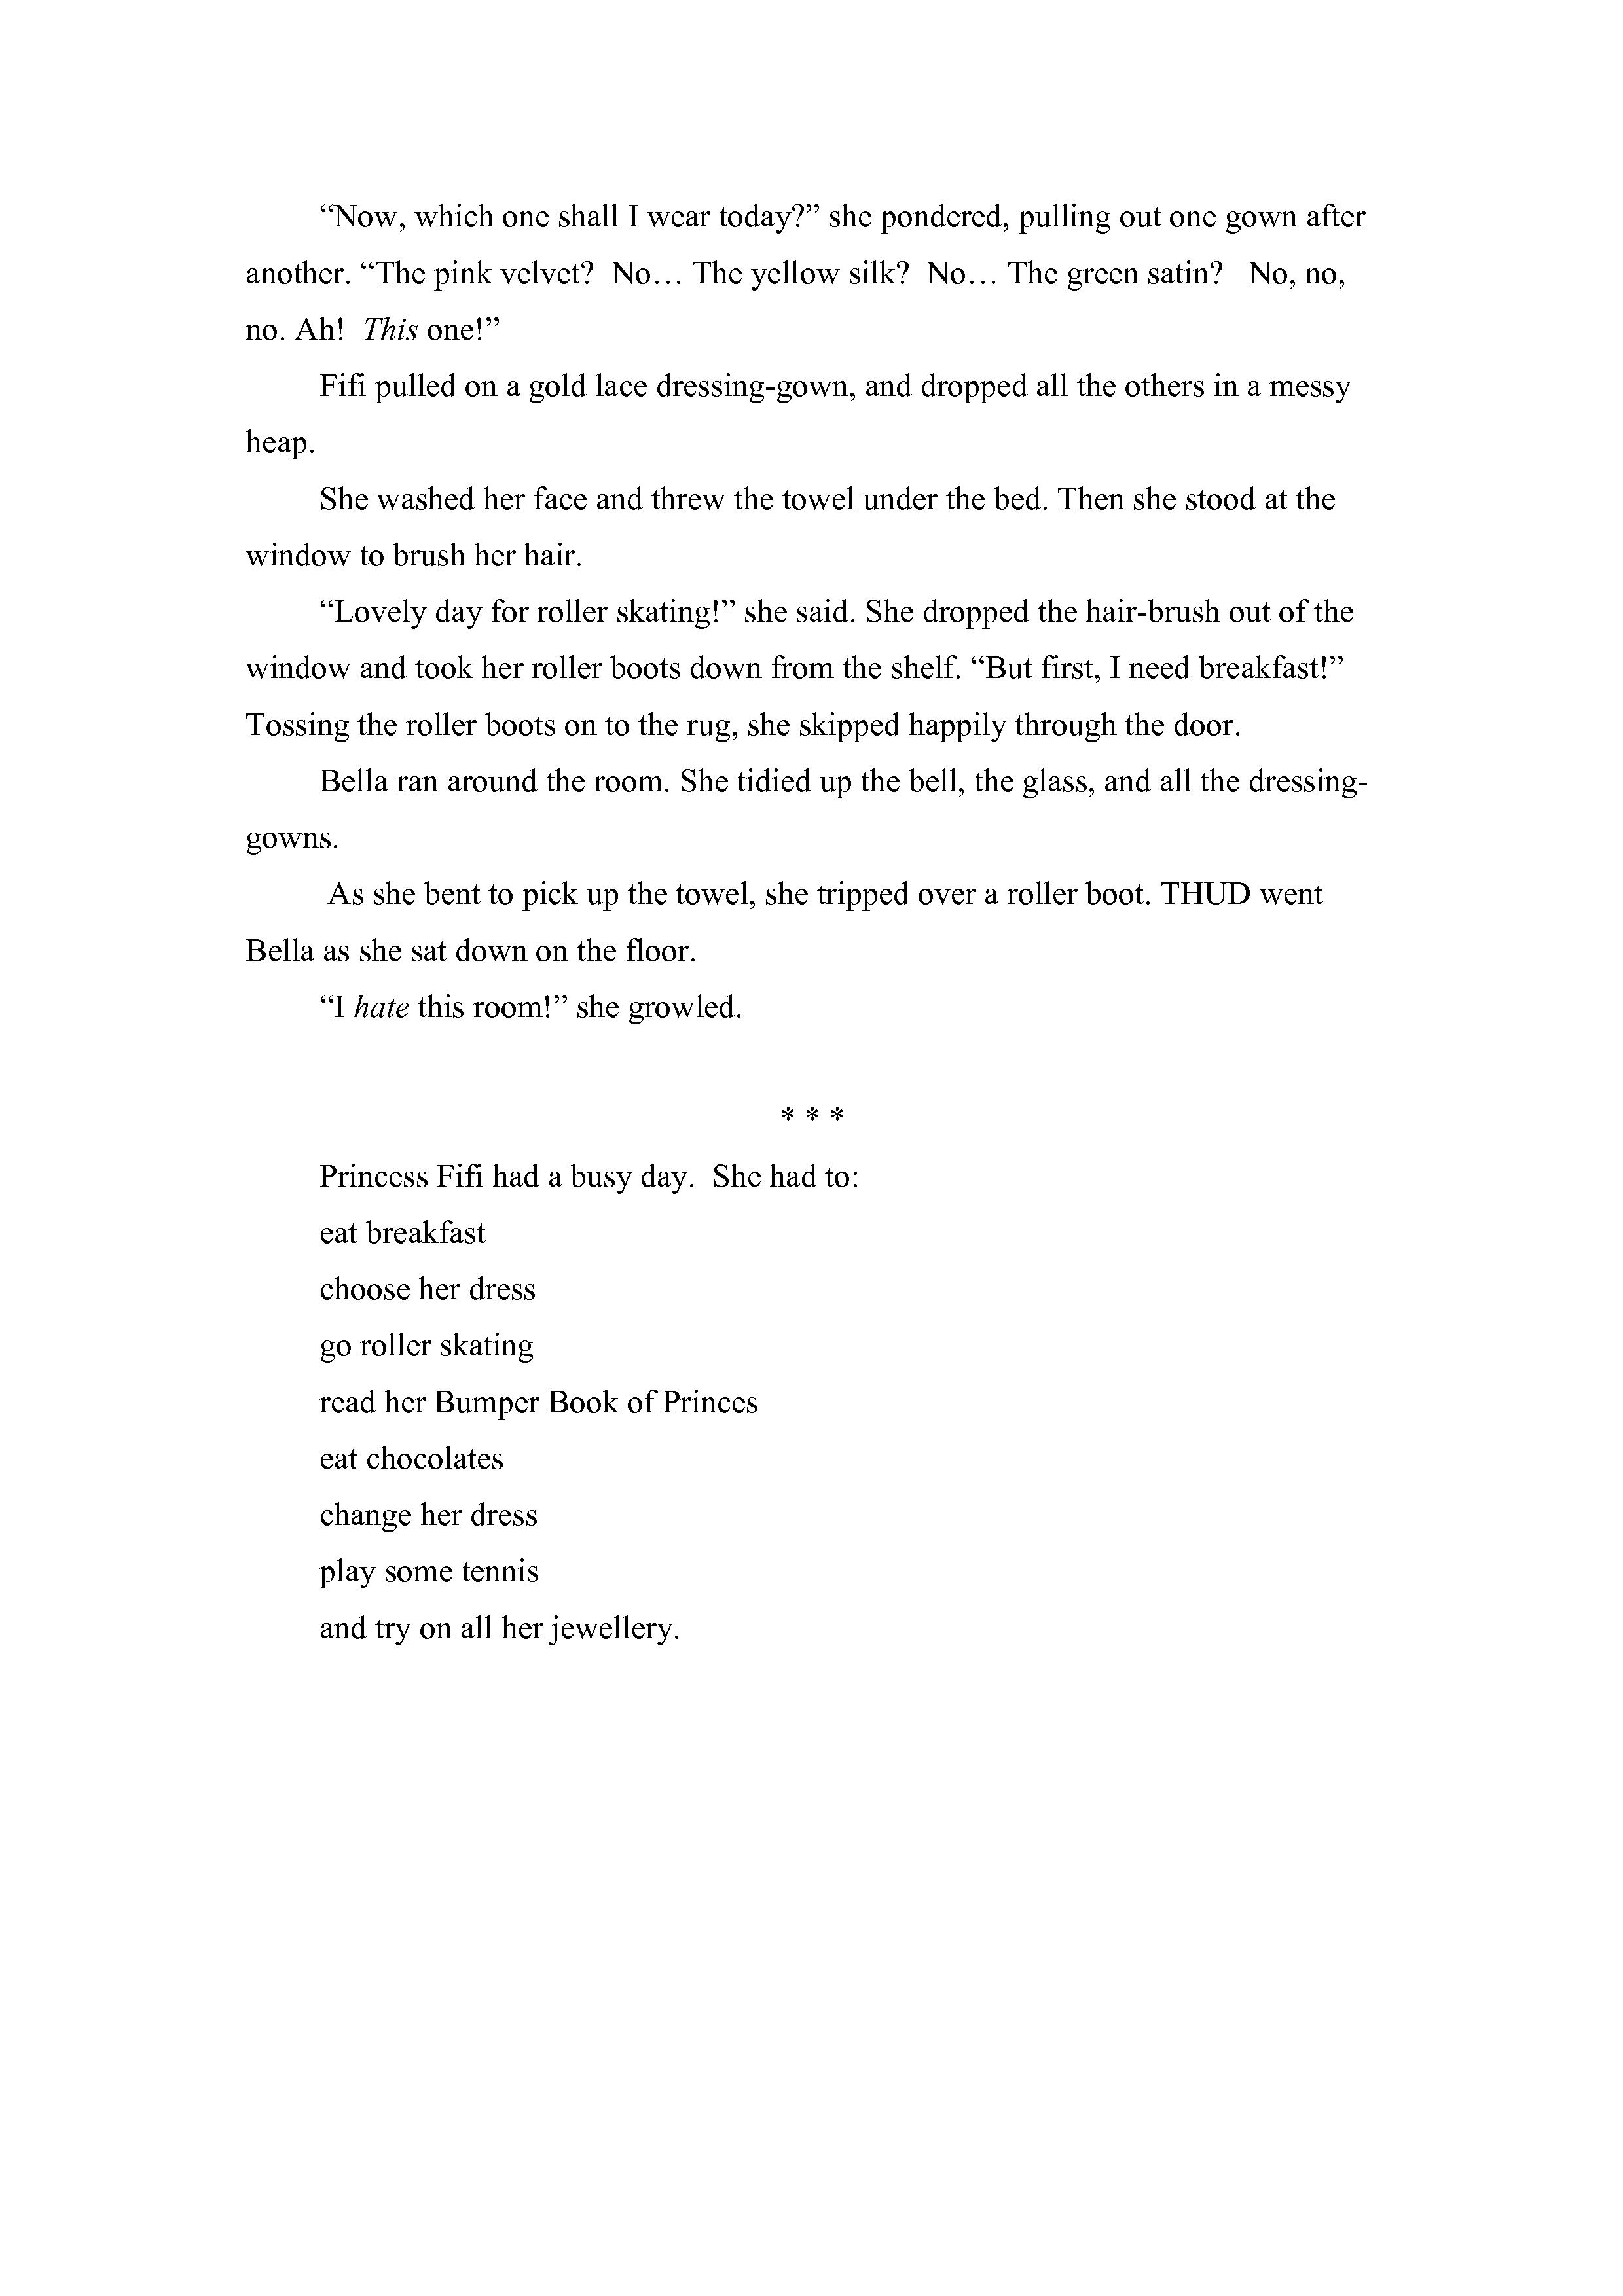 “Now, which one shall I wear today?” she pondered, pulling out one gown after
another. “The pink velvet?  No… The yellow silk?  No… The green satin?   No, no,
no. Ah!  This one!”
Fifi pulled on a gold lace dressing-gown, and dropped all the others in a messy
heap.
She washed her face and threw the towel under the bed. Then she stood at the
window to brush her hair.
“Lovely day for roller skating!” she said. She dropped the hair-brush out of the
window and took her roller boots down from the shelf. “But first, I need breakfast!”
Tossing the roller boots on to the rug, she skipped happily through the door.
Bella ran around the room. She tidied up the bell, the glass, and all the dressing-
gowns.
As she bent to pick up the towel, she tripped over a roller boot. THUD went
Bella as she sat down on the floor.
“I hate this room!” she growled.
* * *
Princess Fifi had a busy day.  She had to:
eat breakfast
choose her dress
go roller skating
read her Bumper Book of Princes
eat chocolates
change her dress
play some tennis
and try on all her jewellery.